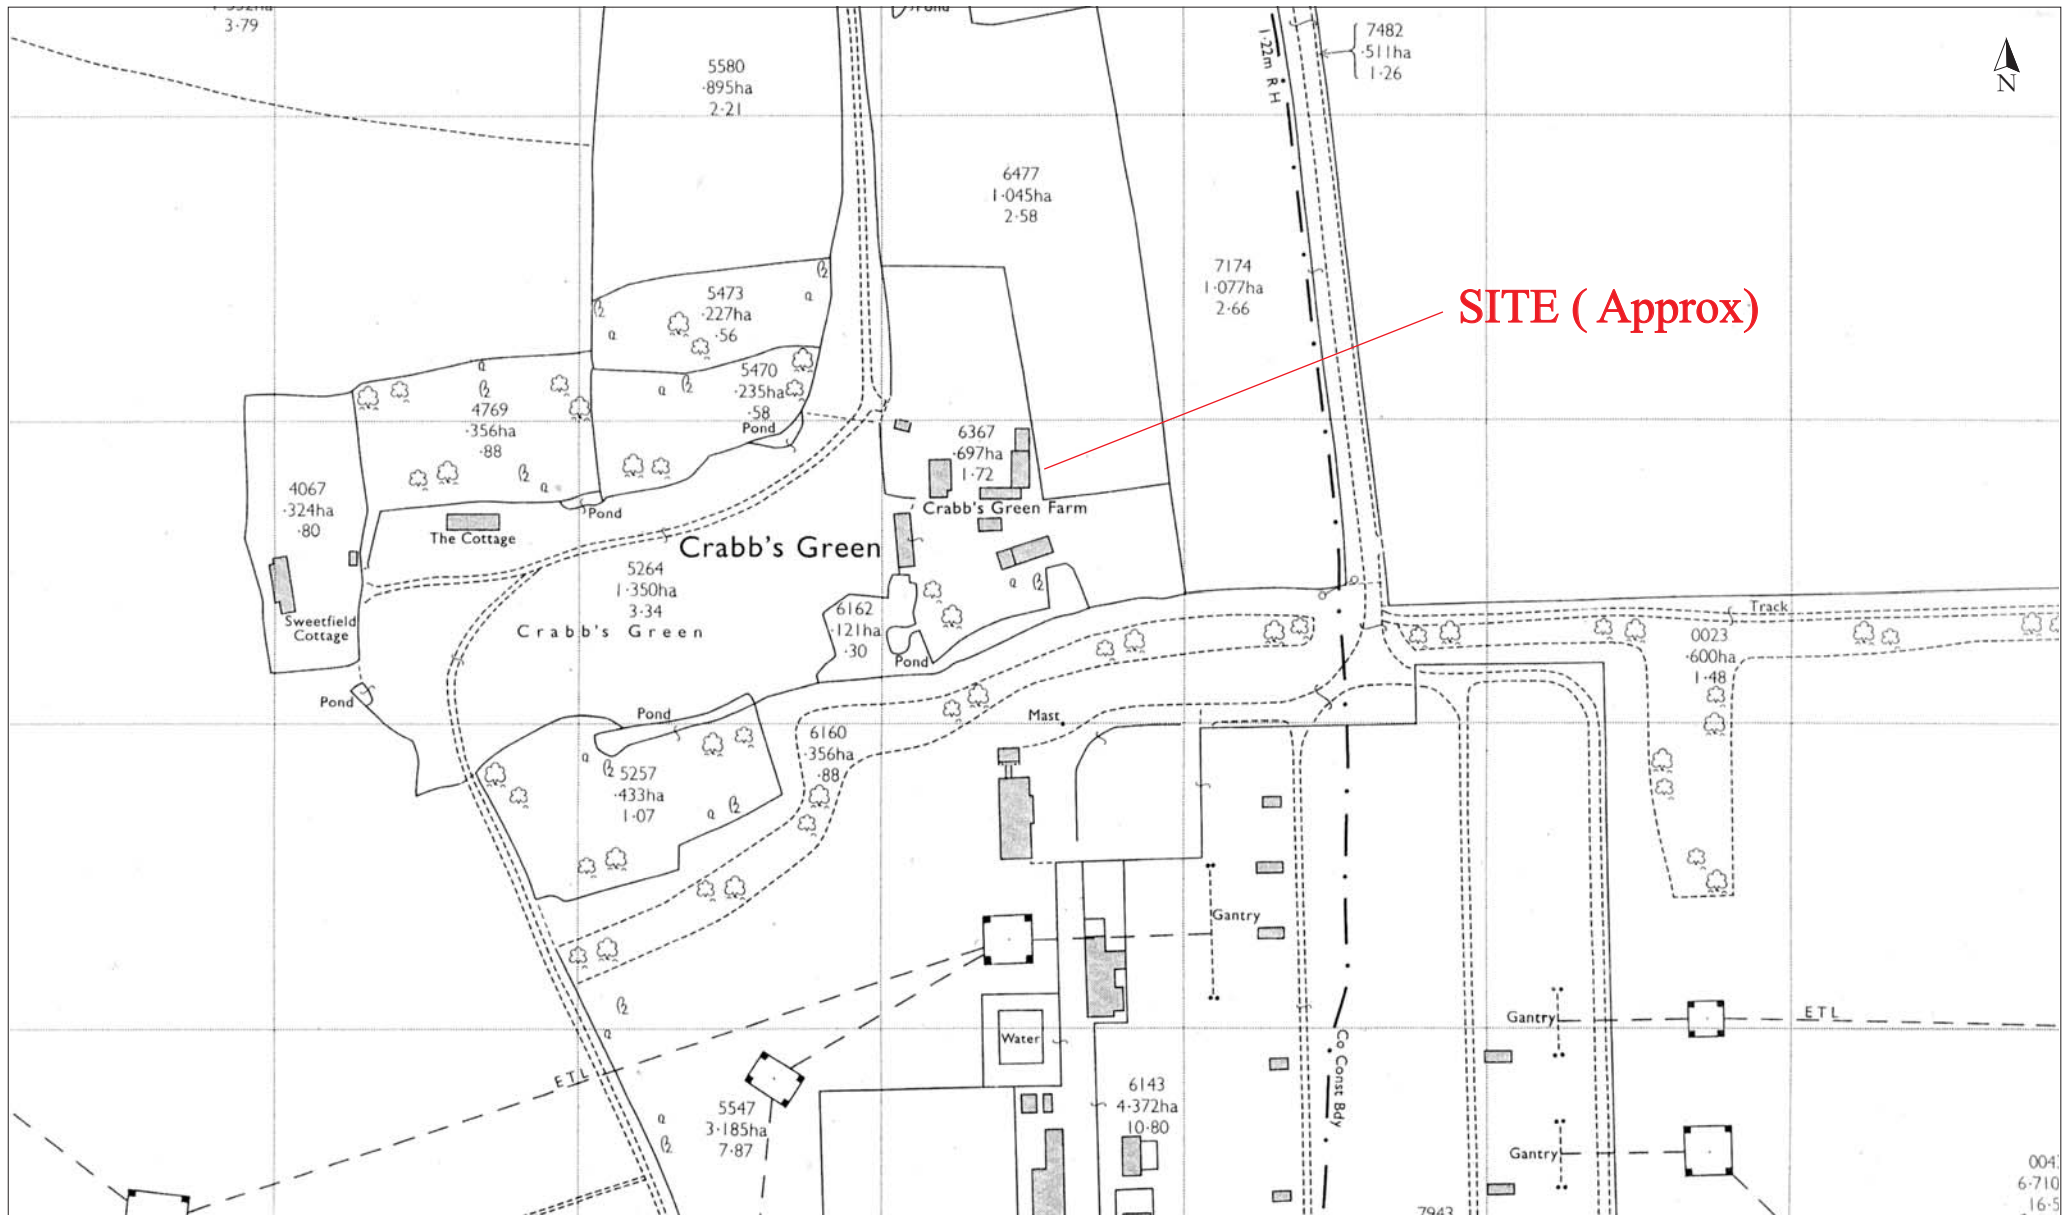 3·79
Pond
5580
·895ha
2·21
1·22m R H
7482
·511ha
1·26
N
6477
1·045ha
2·58
7174
1·077ha
2·66
SITE ( Approx)
5473
·227ha
·56
5470
·235ha
·58
Pond
4769
·356ha
·88
6367
·697ha
1·72
Crabb's Green Farm
4067
·324ha
·80
Pond
The Cottage
Crabb's Green
5264
1·350ha
3·34
Crabb's Green
6162
·121ha
·30
Pond
Sweetfield
Cottage
Track
0023
·600ha
1·48
Pond
Pond
Mast
6160
·356ha
·88
5257
·433ha
1·07
Gantry
Gantry
ETL
Water
Co Const Bdy
ETL
5547
3·185ha
7·87
6143
4·372ha
10·80
Gantry
6·710
7943